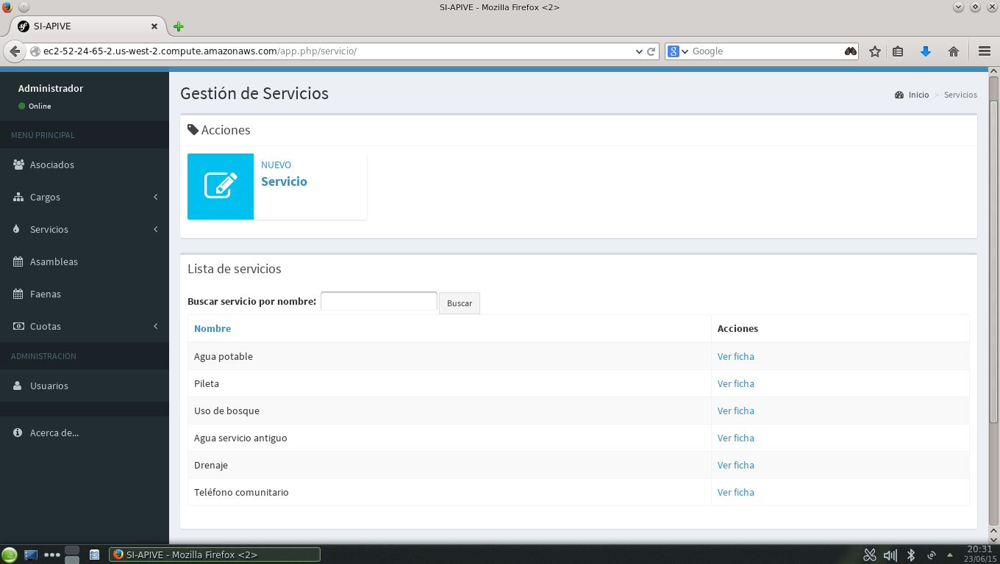 SI-APIVE - Mozilla Firefox <2>
SI-APIVE
ec2-52-24-65-2.us-west-2.compute.amazonaws.com/app.php/servicio/
Google
Administrador
Online
MENÚ PRINCIPAL
Asociados
Cargos
Servicios
Asambleas
Faenas
Cuotas
ADMINISTRACIÓN
Usuarios
Acerca de...
Gestión de Servicios
Inicio > Servicios
Acciones
NUEVO
Servicio
Lista de servicios
Buscar servicio por nombre: Buscar
Nombre Acciones
Agua potable Ver ficha
Pileta Ver ficha
Uso de bosque Ver ficha
Agua servicio antiguo Ver ficha
Drenaje Ver ficha
Teléfono comunitario Ver ficha
SI-APIVE - Mozilla Firefox <2>
20:31
23/06/15